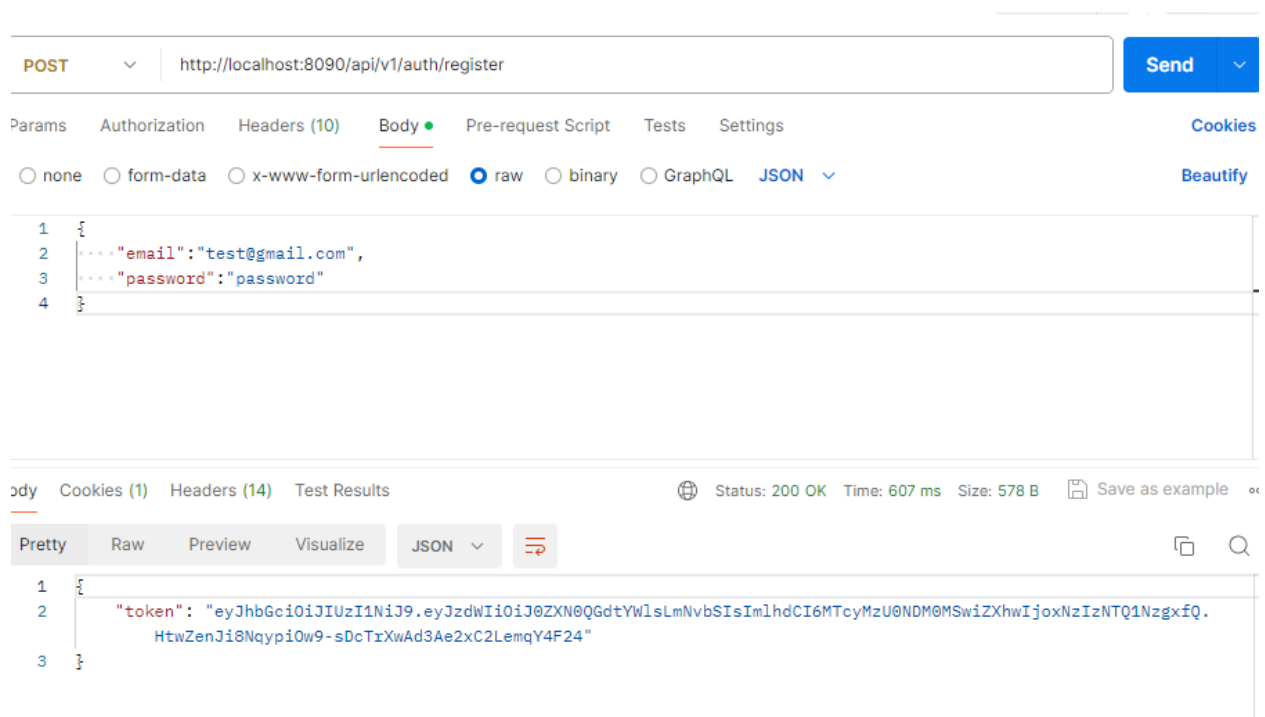 POST http://localhost:8090/api/v1/auth/register Send
Params Authorization Headers (10) Body Pre-request Script Tests Settings Cookies
none form-data x-www-form-urlencoded raw binary GraphQL JSON Beautify
1 {
2 "email":"test@gmail.com",
3 "password":"password"
4 }
ody Cookies (1) Headers (14) Test Results Status: 200 OK Time: 607 ms Size: 578 B Save as example
Pretty Raw Preview Visualize JSON
1 {
2 "token": "eyJhbGciOiJIUzI1NiJ9.eyJzdWIiOiJ0ZXN0QGdtYWlsLmNvbSIsImlhdCI6MTcyMzU0NDM0MSwiZXhwIjoxNzIzNTQ1NzgxfQ.
HtwZenJi8NqypiOw9-sDcTrXwAd3Ae2xC2LemqY4F24"
3 }